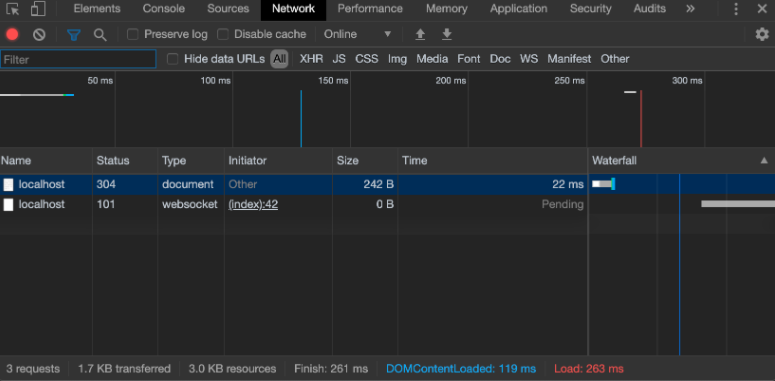 Elements Console Sources Network Performance Memory Application Security Audits »
Preserve log Disable cache Online ▼
Filter Hide data URLs All XHR JS CSS Img Media Font Doc WS Manifest Other
50 ms 100 ms 150 ms 200 ms 250 ms 300 ms
Name Status Type Initiator Size Time Waterfall ▲
localhost 304 document Other 242 B 22 ms
localhost 101 websocket (index):42 0 B Pending
3 requests 1.7 KB transferred 3.0 KB resources Finish: 261 ms DOMContentLoaded: 119 ms Load: 263 ms